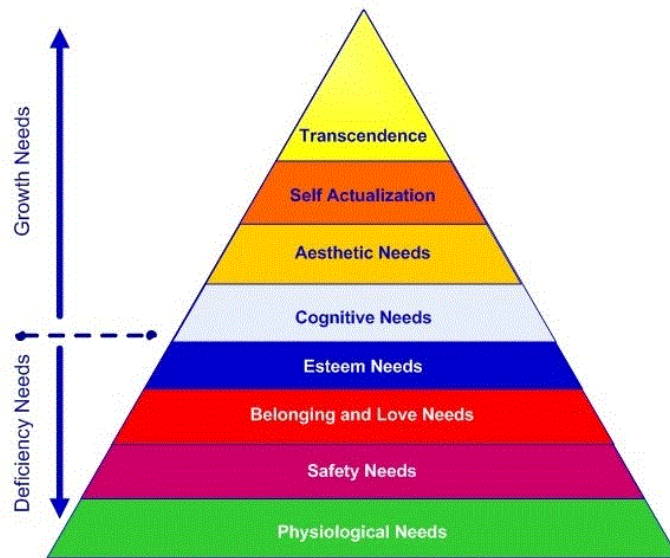 Growth Needs
Deficiency Needs
Transcendence
Self Actualization
Aesthetic Needs
Cognitive Needs
Esteem Needs
Belonging and Love Needs
Safety Needs
Physiological Needs